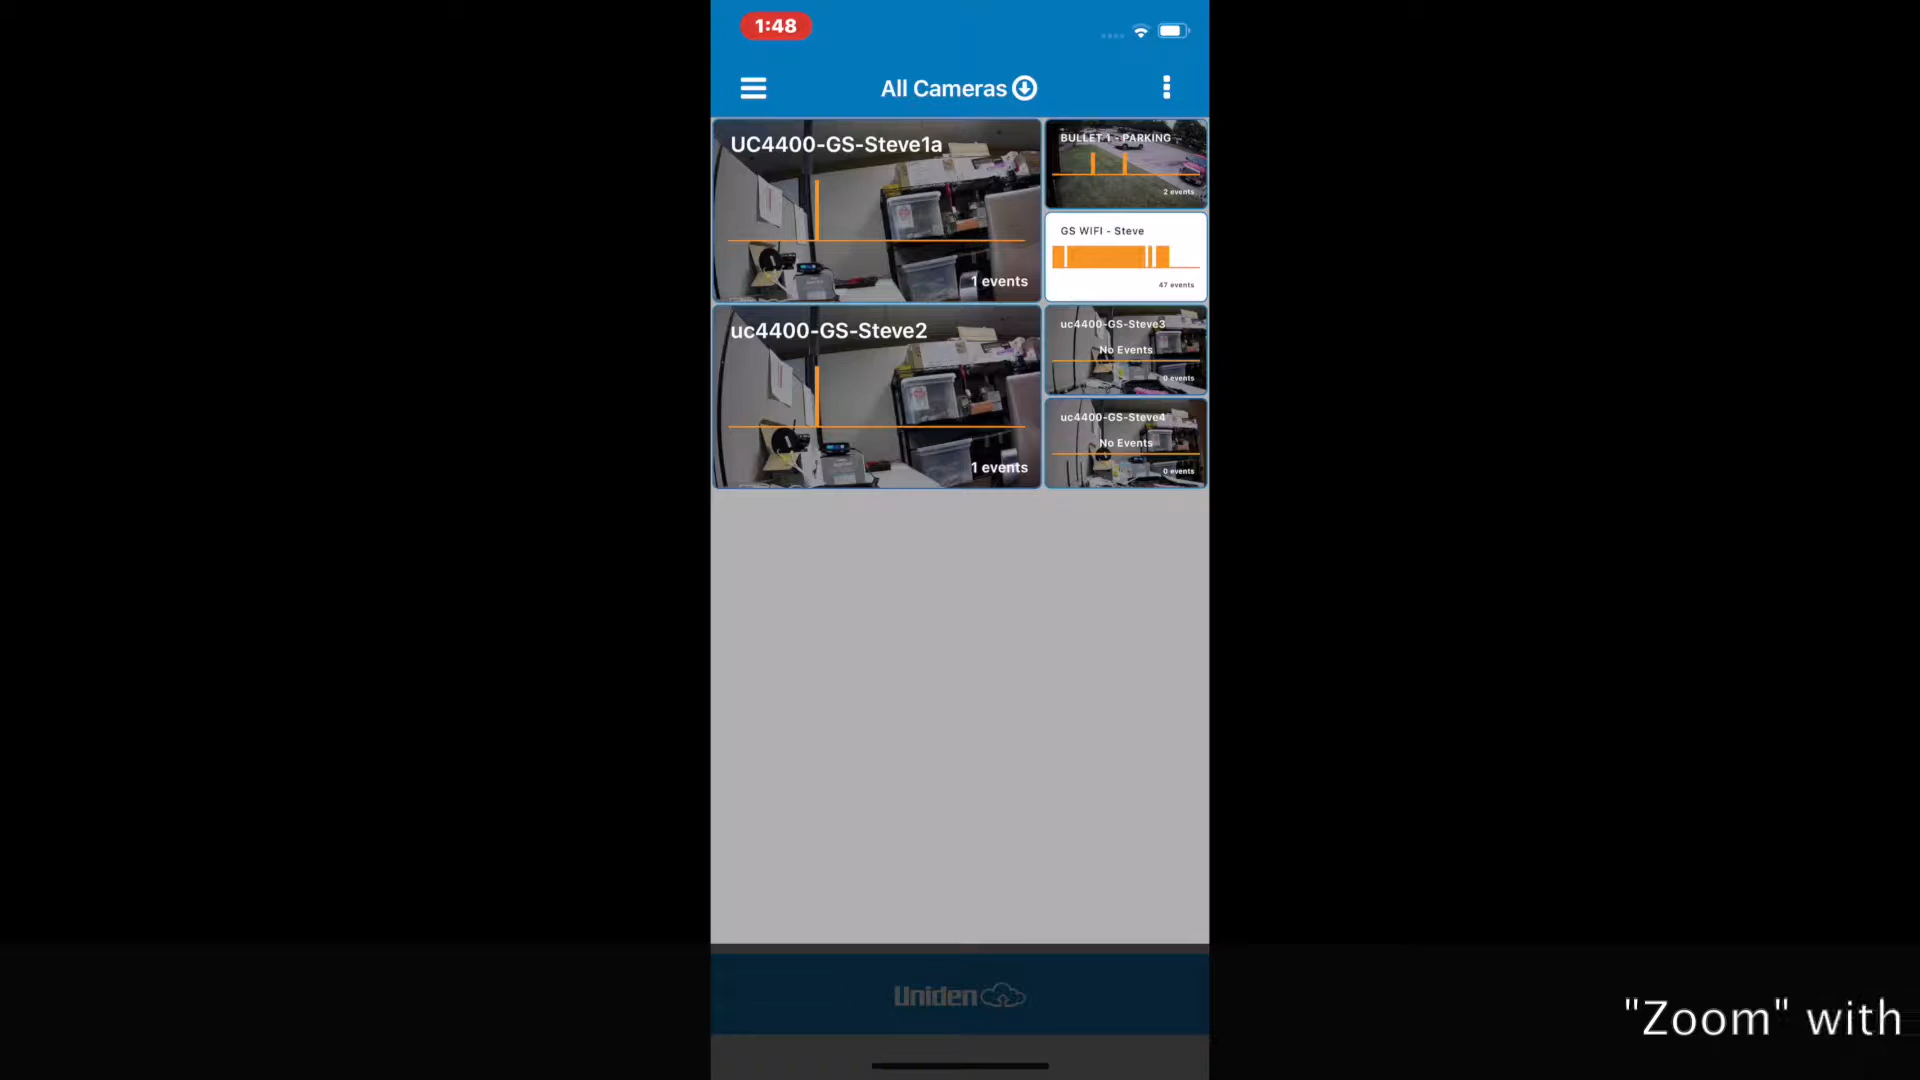 1:48
All Cameras
UC4400-GS-Steve1a
1 events
BULLET 1 - PARKING
2 events
GS WIFI - Steve
47 events
uc4400-GS-Steve2
1 events
uc4400-GS-Steve3
No Events
0 events
uc4400-GS-Steve4
No Events
0 events
Uniden
"Zoom" with